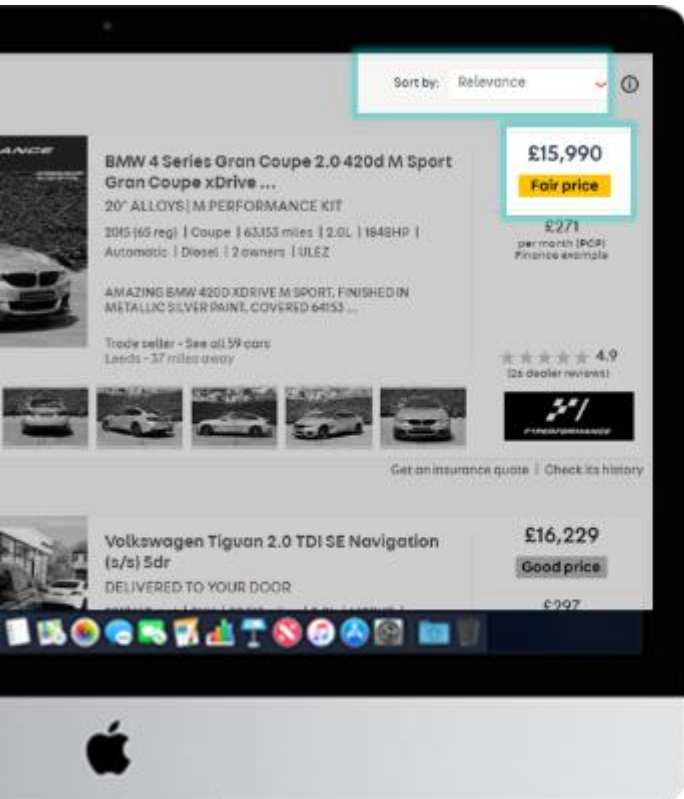 Sort by: Relevance
ANCE
BMW 4 Series Gran Coupe 2.0 420d M Sport
Gran Coupe xDrive ...
£15,990
Fair price
20" ALLOYS | M PERFORMANCE KIT
2015 (65 reg) | Coupe | 63,153 miles | 2.0L | 184BHP |
Automatic | Diesel | 2 owners | ULEZ
£271
per month (PCP)
Finance example
AMAZING BMW 420D XDRIVE M SPORT, FINISHED IN
METALLIC SILVER PAINT, COVERED 64153 ...
Trade seller - See all 59 cars
Leeds - 37 miles away
4.9
(26 dealer reviews)
Get an insurance quote | Check its history
Volkswagen Tiguan 2.0 TDI SE Navigation
(s/s) 5dr
£16,229
Good price
DELIVERED TO YOUR DOOR
£297